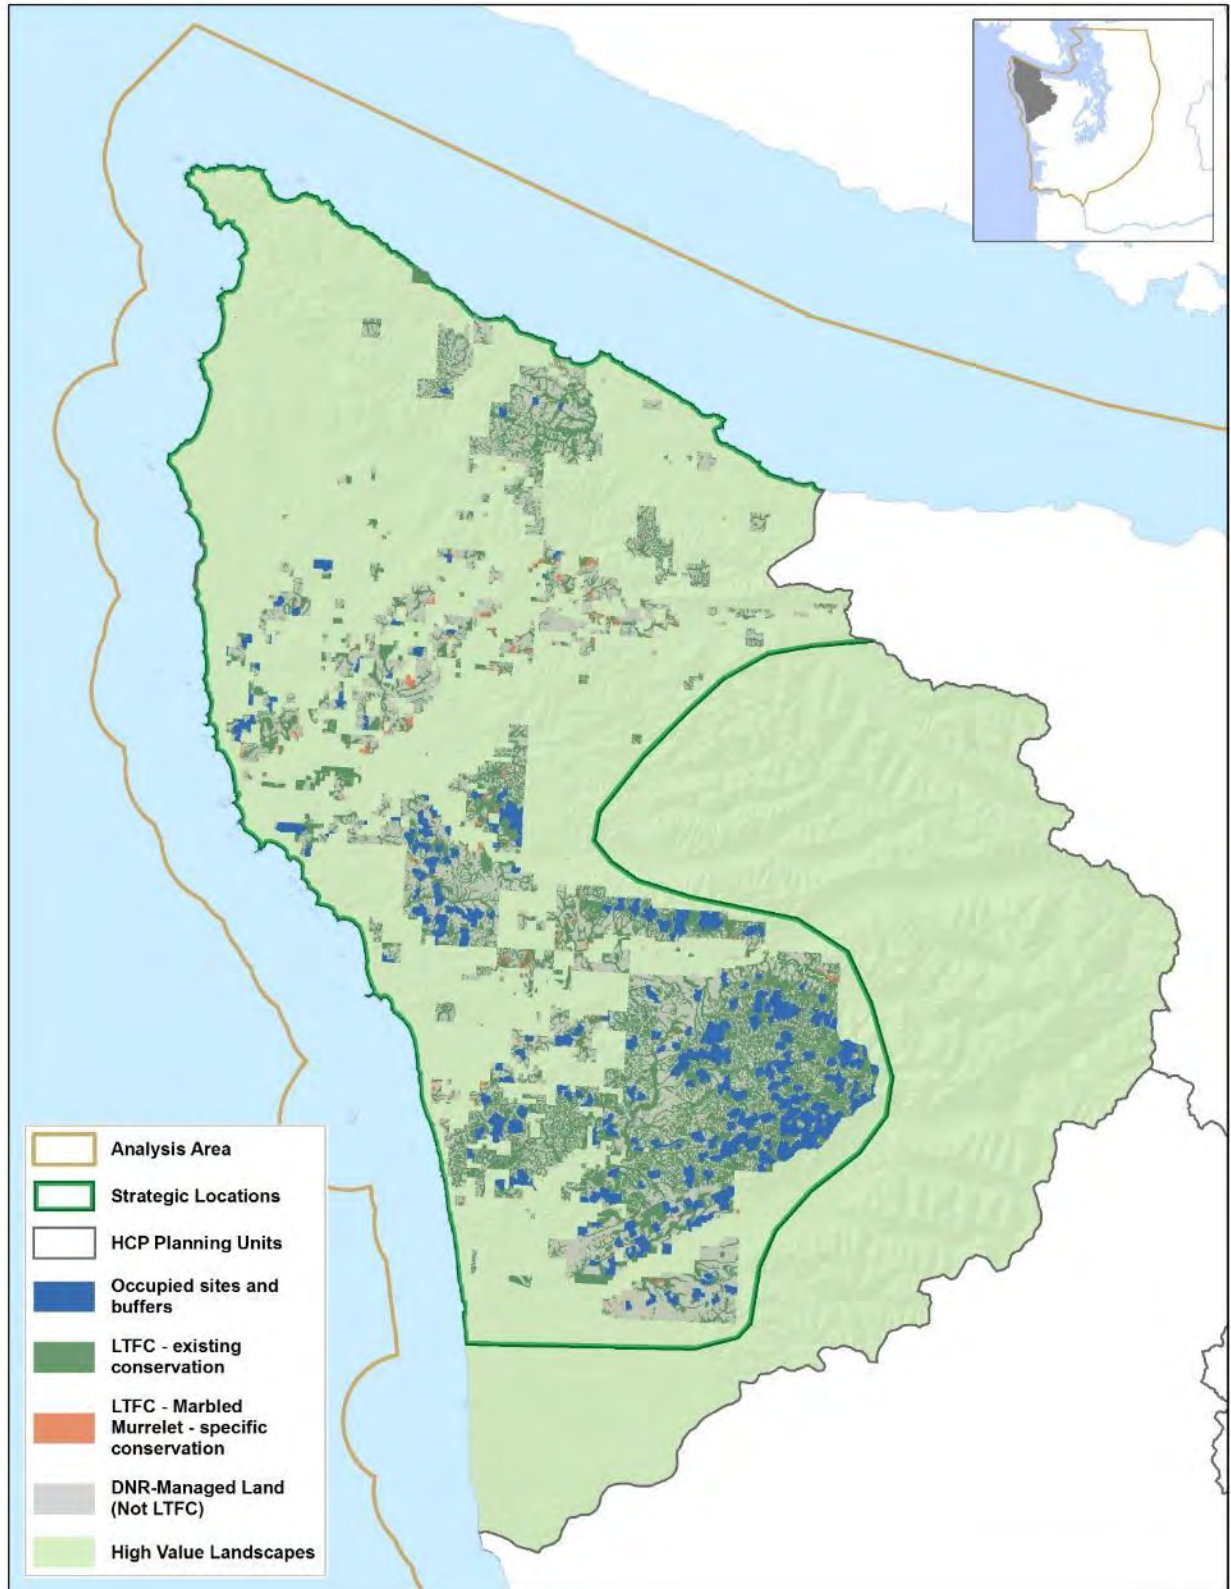 Analysis Area
Strategic Locations
HCP Planning Units
Occupied sites and
buffers
LTFC - existing
conservation
LTFC - Marbled
Murrelet - specific
conservation
DNR-Managed Land
(Not LTFC)
High Value Landscapes